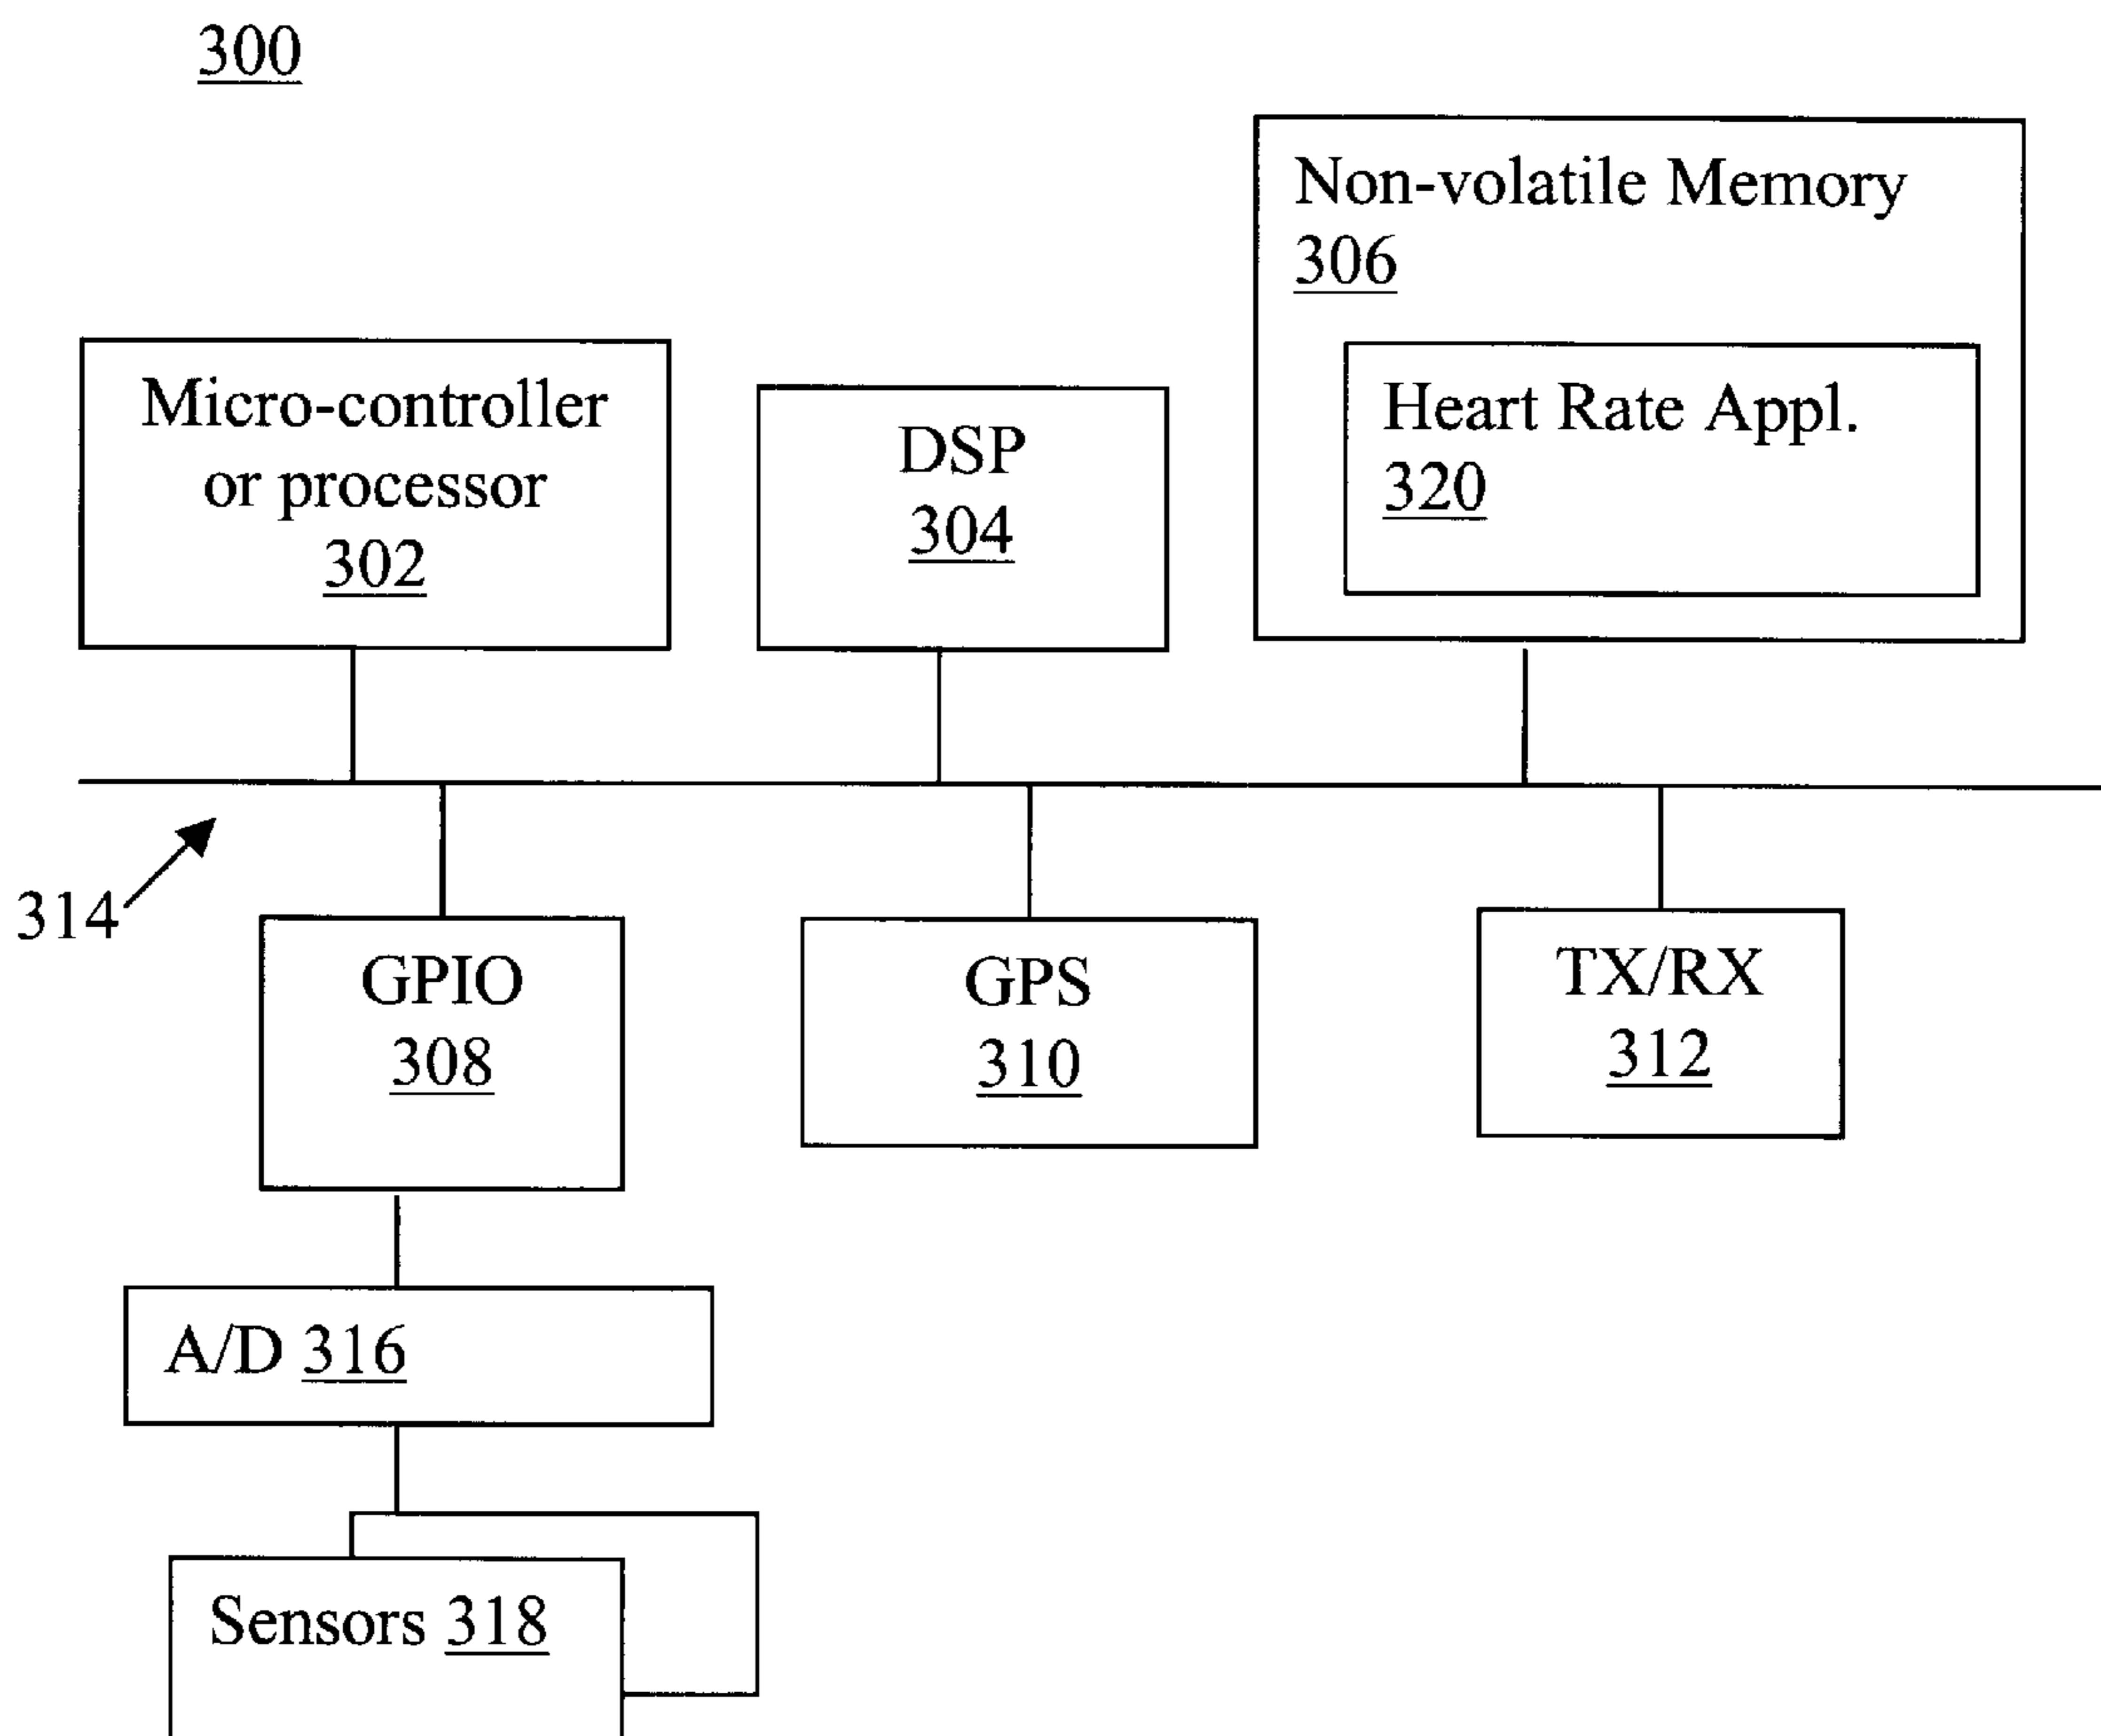 300
Non-volatile Memory
306
Heart Rate Appl.
320
Micro-controller
or processor
302
DSP
304
314
GPIO
308
GPS
310
TX/RX
312
A/D 316
Sensors 318